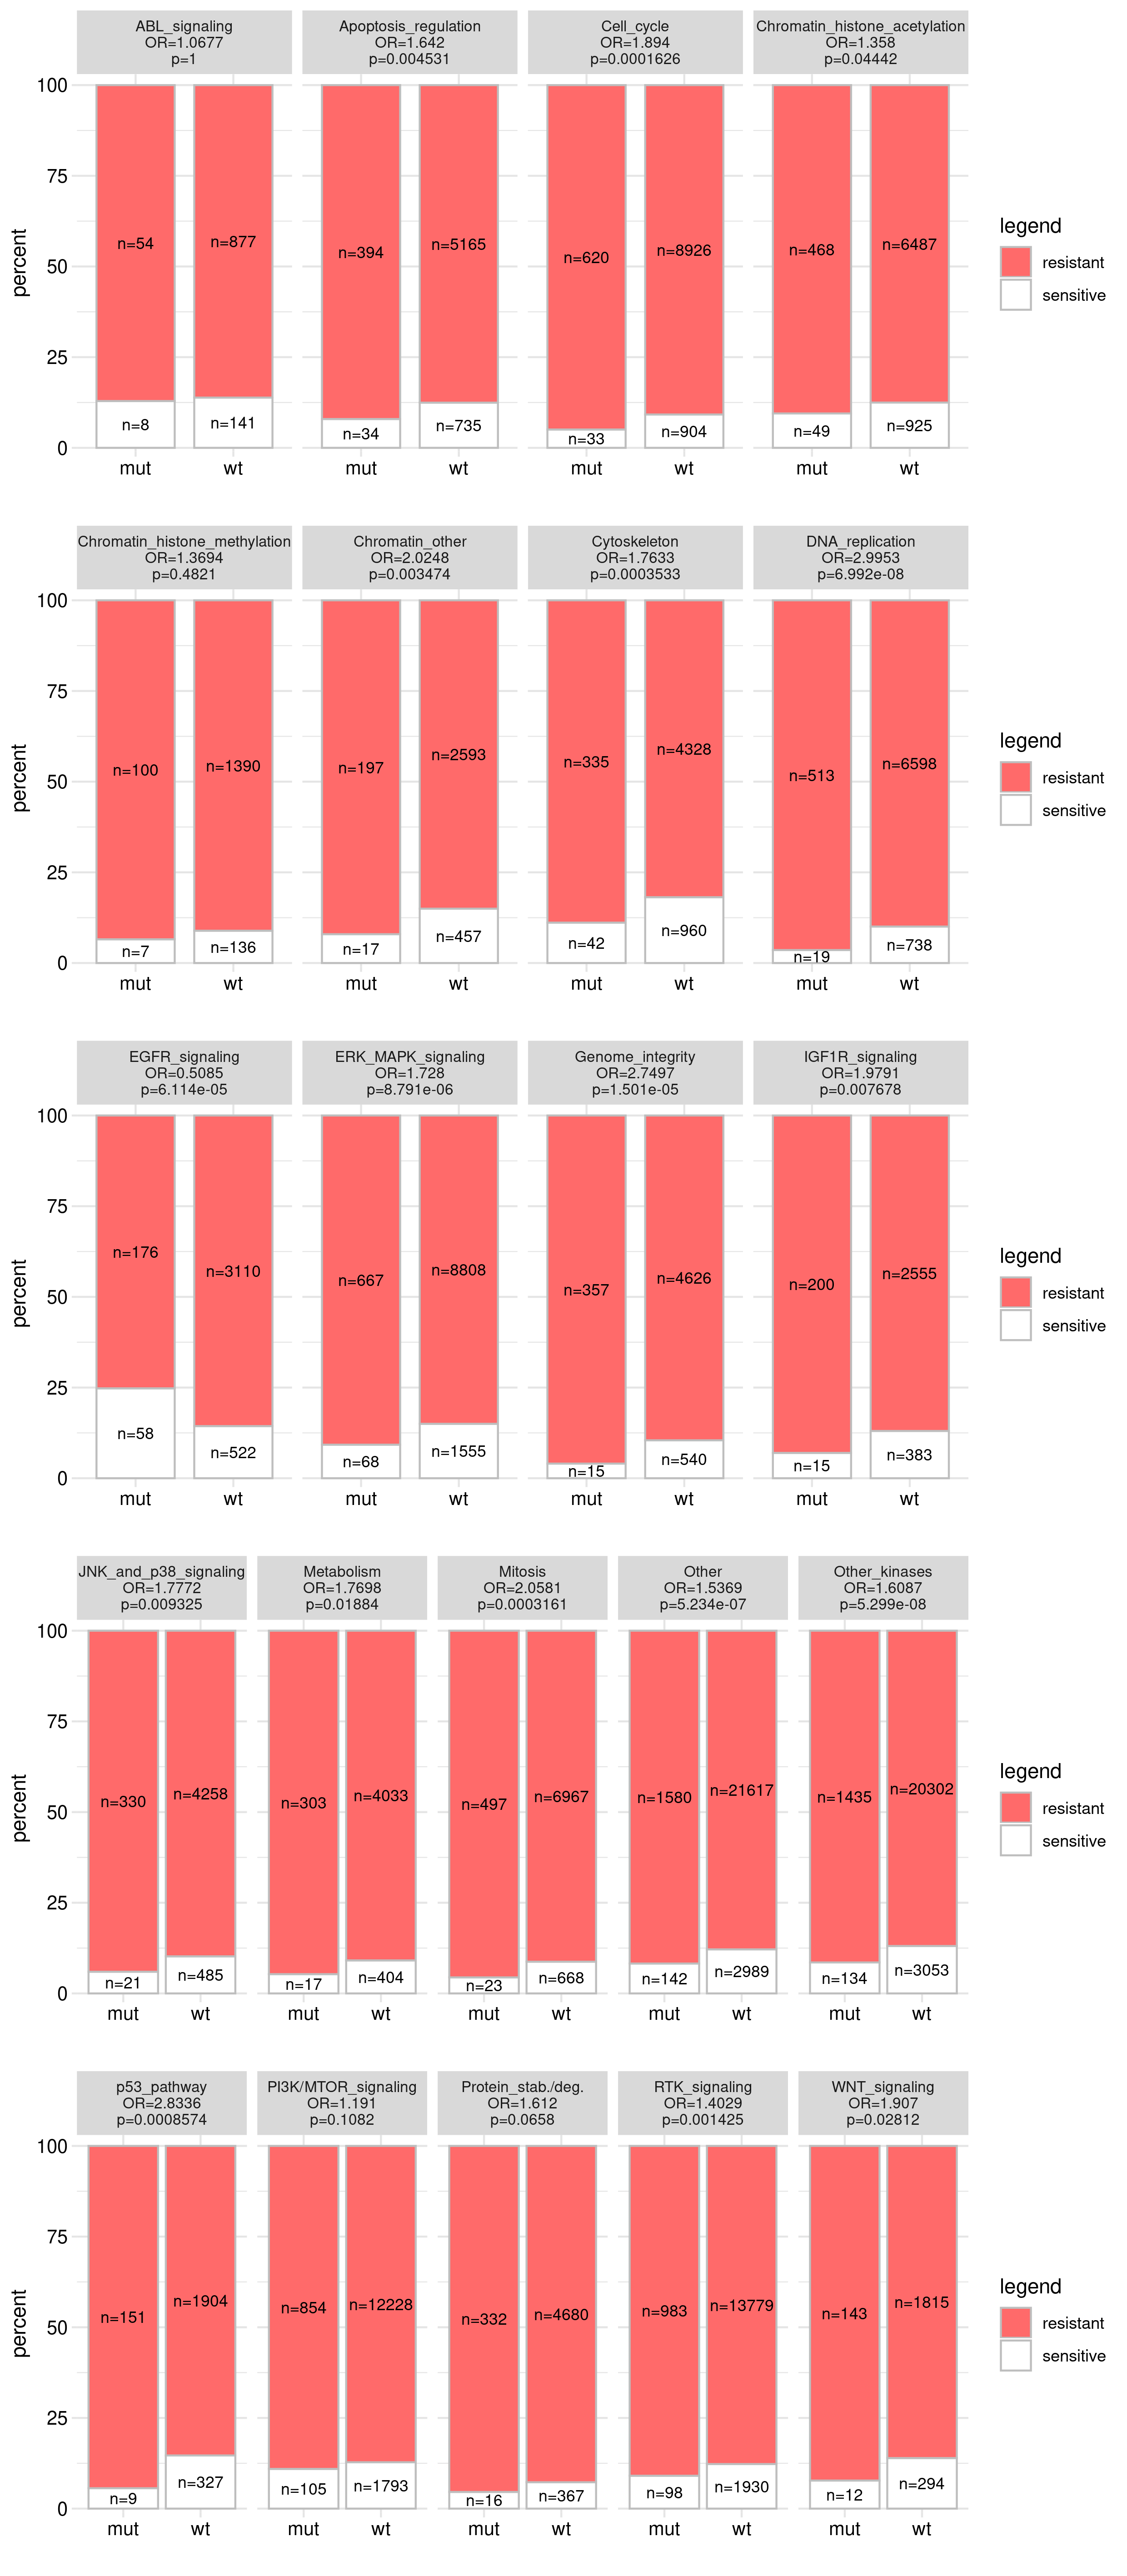 ABL_signaling
OR=1.0677
p=1
Apoptosis_regulation
OR=1.642
p=0.004531
Cell_cycle
OR=1.894
p=0.0001626
Chromatin_histone_acetylation
OR=1.358
p=0.04442
percent
100
75
50
25
0
n=54
n=877
n=394
n=5165
n=620
n=8926
n=468
n=6487
n=8
n=141
n=34
n=735
n=33
n=904
n=49
n=925
mut
wt
mut
wt
mut
wt
mut
wt
legend
resistant
sensitive
Chromatin_histone_methylation
OR=1.3694
p=0.4821
Chromatin_other
OR=2.0248
p=0.003474
Cytoskeleton
OR=1.7633
p=0.0003533
DNA_replication
OR=2.9953
p=6.992e-08
percent
100
75
50
25
0
n=100
n=1390
n=197
n=2593
n=335
n=4328
n=513
n=6598
n=7
n=136
n=17
n=457
n=42
n=960
n=19
n=738
mut
wt
mut
wt
mut
wt
mut
wt
legend
resistant
sensitive
EGFR_signaling
OR=0.5085
p=6.114e-05
ERK_MAPK_signaling
OR=1.728
p=8.791e-06
Genome_integrity
OR=2.7497
p=1.501e-05
IGF1R_signaling
OR=1.9791
p=0.007678
percent
100
75
50
25
0
n=176
n=3110
n=667
n=8808
n=357
n=4626
n=200
n=2555
n=58
n=522
n=68
n=1555
n=15
n=540
n=15
n=383
mut
wt
mut
wt
mut
wt
mut
wt
legend
resistant
sensitive
JNK_and_p38_signaling
OR=1.7772
p=0.009325
Metabolism
OR=1.7698
p=0.01884
Mitosis
OR=2.0581
p=0.0003161
Other
OR=1.5369
p=5.234e-07
Other_kinases
OR=1.6087
p=5.299e-08
percent
100
75
50
25
0
n=330
n=4258
n=303
n=4033
n=497
n=6967
n=1580
n=21617
n=1435
n=20302
n=21
n=485
n=17
n=404
n=23
n=668
n=142
n=2989
n=134
n=3053
mut
wt
mut
wt
mut
wt
mut
wt
mut
wt
legend
resistant
sensitive
p53_pathway
OR=2.8336
p=0.0008574
PI3K/MTOR_signaling
OR=1.191
p=0.1082
Protein_stab./deg.
OR=1.612
p=0.0658
RTK_signaling
OR=1.4029
p=0.001425
WNT_signaling
OR=1.907
p=0.02812
percent
100
75
50
25
0
n=151
n=1904
n=854
n=12228
n=332
n=4680
n=983
n=13779
n=143
n=1815
n=9
n=327
n=105
n=1793
n=16
n=367
n=98
n=1930
n=12
n=294
mut
wt
mut
wt
mut
wt
mut
wt
mut
wt
legend
resistant
sensitive